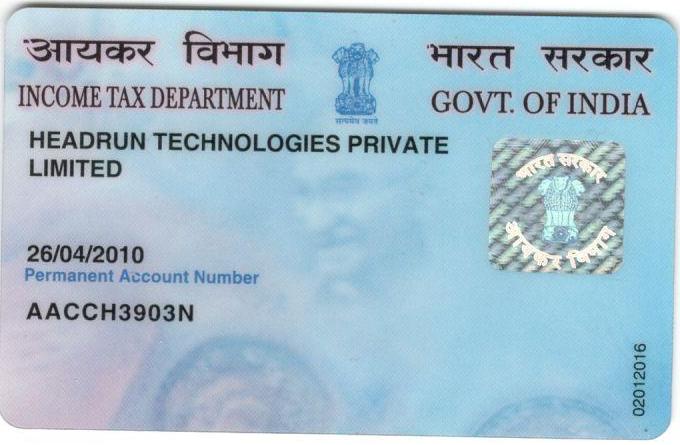 आयकर विभाग
भारत सरकार
INCOME TAX DEPARTMENT
GOVT. OF INDIA
सत्यमेव जयते
HEADRUN TECHNOLOGIES PRIVATE
LIMITED
भारत सरकार
आयकर विभाग
26/04/2010
Permanent Account Number
AACCH3903N
02012016